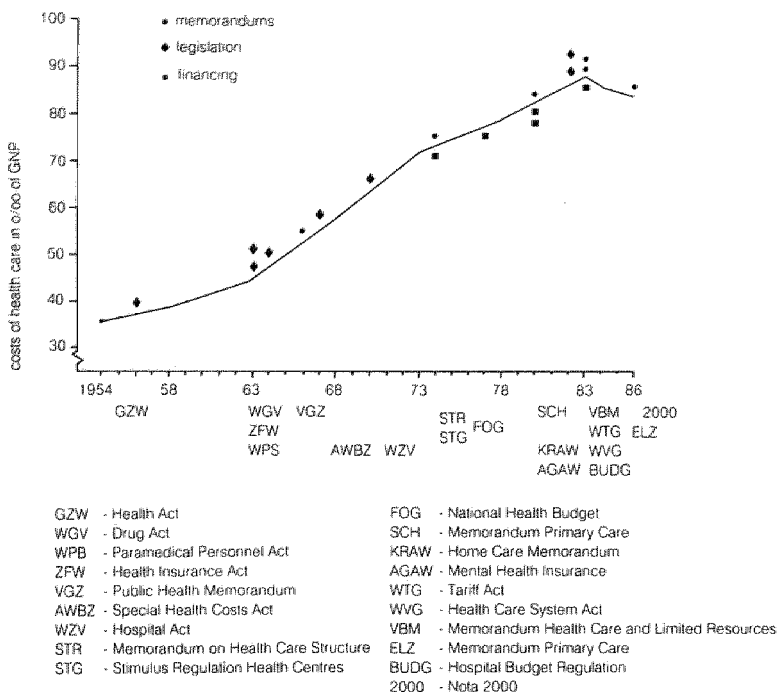 costs of health care in o/oo of GNP
100
90
80
70
60
50
40
30
memorandums
legislation
financing
1954 58 63 68 73 78 83 86
GZW WGV VGZ STR FOG SCH VBM 2000
ZFW STG WTG ELZ
WPS AWBZ WZV KRAW WVG
AGAW BUDG
GZW - Health Act
WGV - Drug Act
WPB - Paramedical Personnel Act
ZFW - Health Insurance Act
VGZ - Public Health Memorandum
AWBZ - Special Health Costs Act
WZV - Hospital Act
STR - Memorandum on Health Care Structure
STG - Stimulus Regulation Health Centres
FOG - National Health Budget
SCH - Memorandum Primary Care
KRAW - Home Care Memorandum
AGAW - Mental Health Insurance
WTG - Tariff Act
WVG - Health Care System Act
VBM - Memorandum Health Care and Limited Resources
ELZ - Memorandum Primary Care
BUDG - Hospital Budget Regulation
2000 - Nota 2000